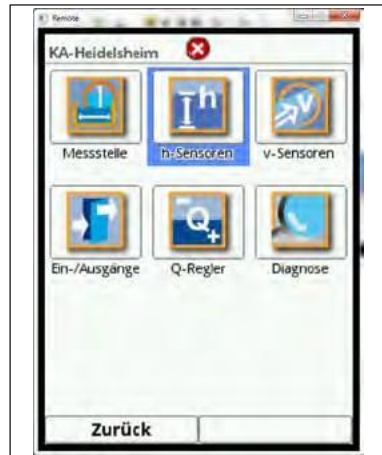 Remote
KA-Heidelsheim
Messstelle h-Sensoren v-Sensoren
Ein-/Ausgänge Q-Regler Diagnose
Zurück